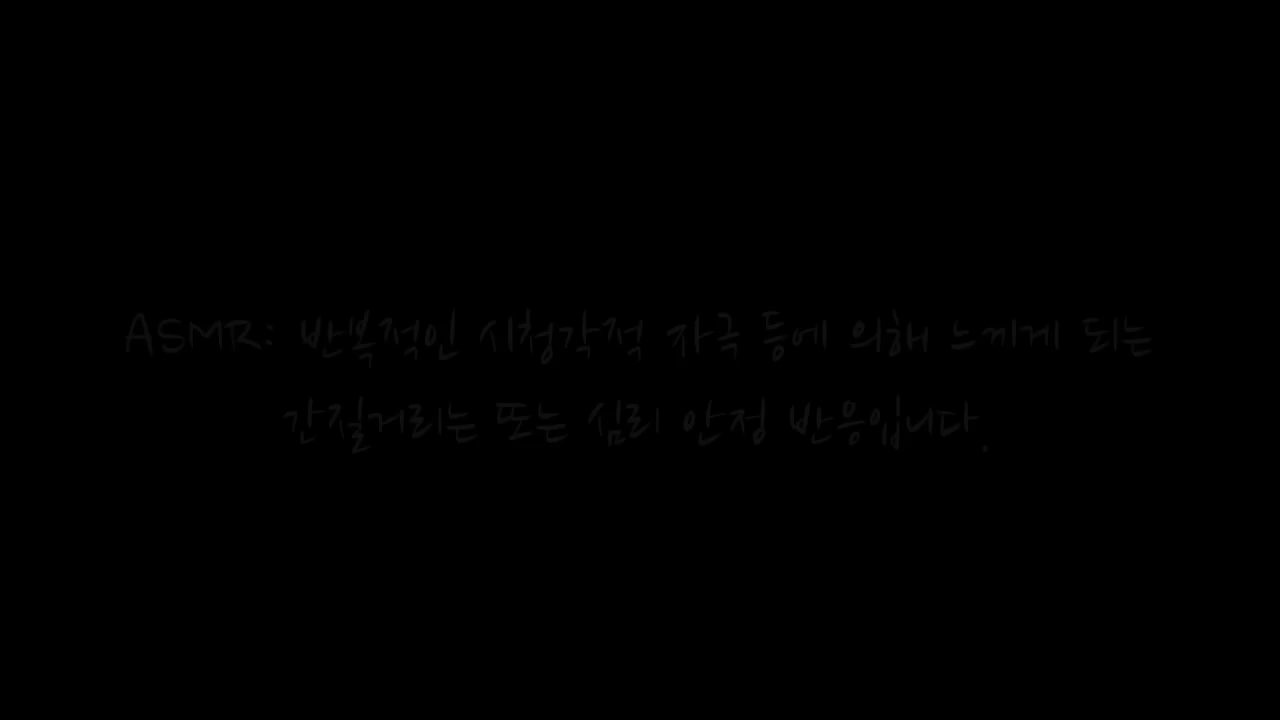 ASMR: 반복적인 시청각적 자극 등에 의해 느끼게 되는
간질거리는 또는 심리 안정 반응입니다.